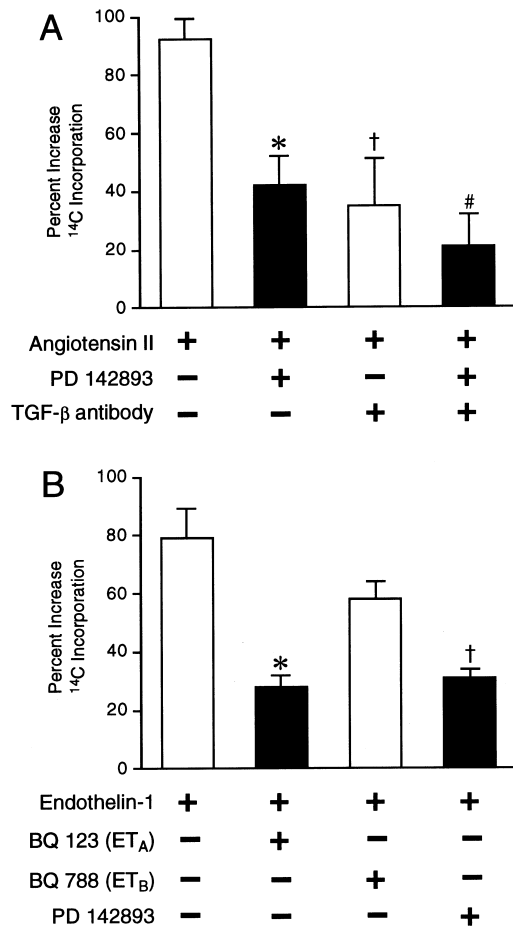 A
Percent Increase
¹⁴C Incorporation
100
80
60
40
20
0
* † #
Angiotensin II + + + +
PD 142893 − + − +
TGF-β antibody − − + +
B
Percent Increase
¹⁴C Incorporation
100
80
60
40
20
0
* †
Endothelin-1 + + + +
BQ 123 (ETA) − + − −
BQ 788 (ETB) − − + −
PD 142893 − − − +